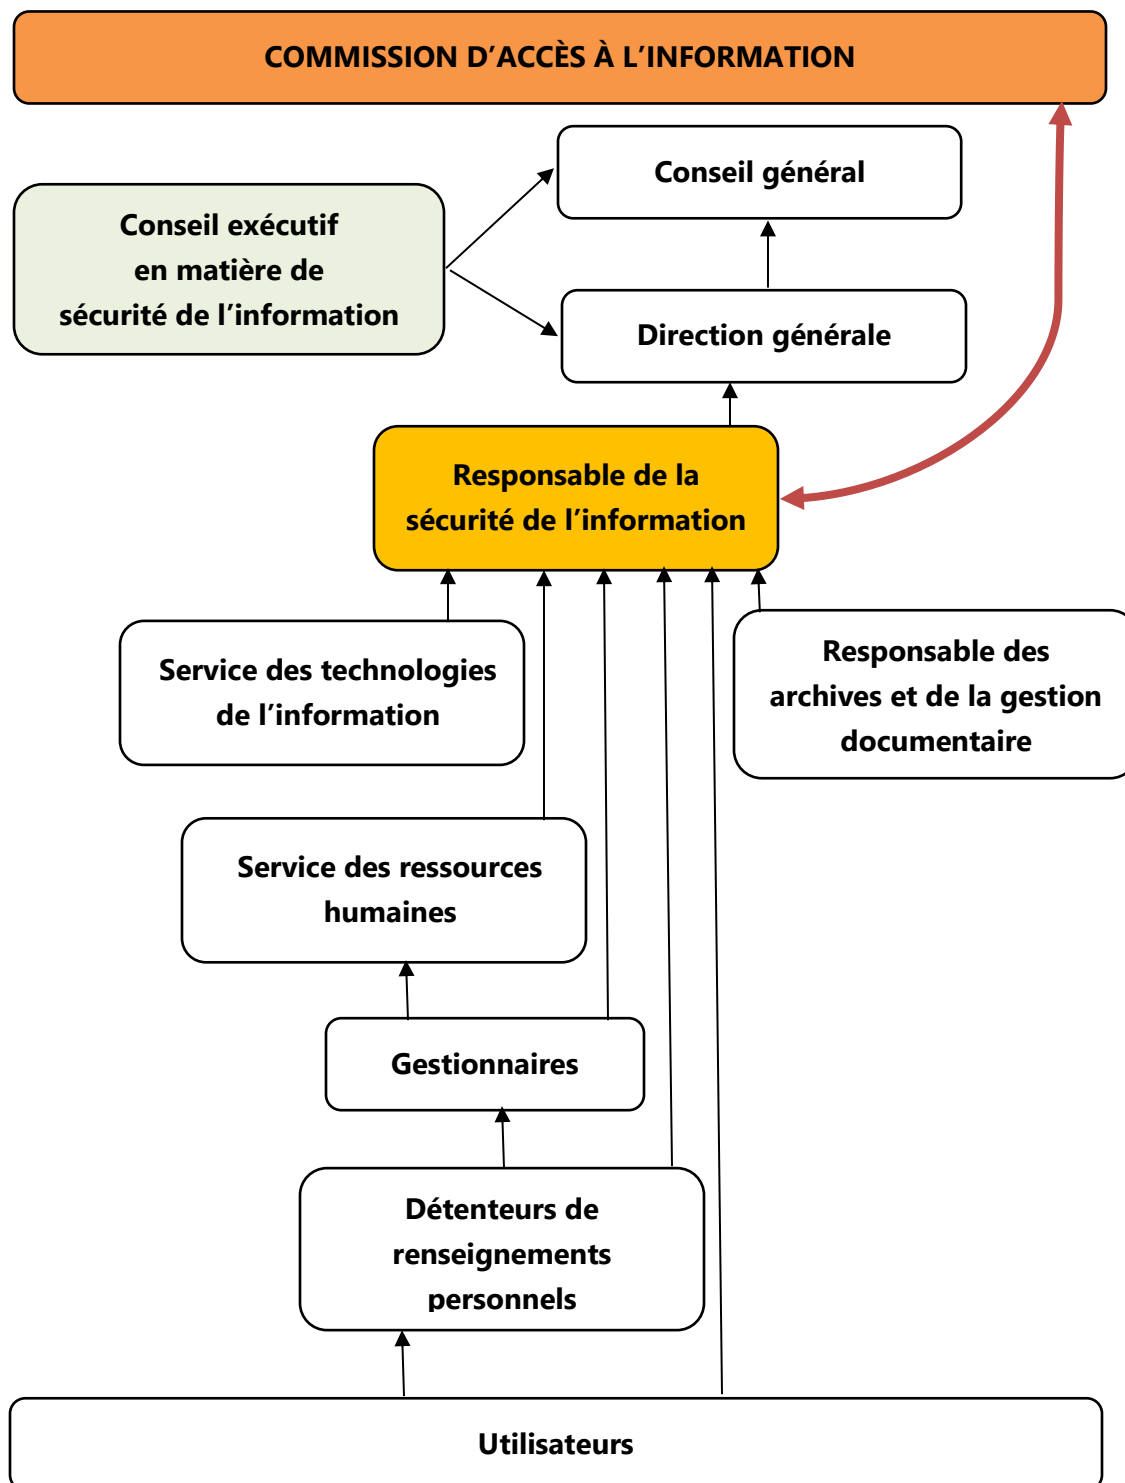 COMMISSION D’ACCÈS À L’INFORMATION
Conseil général
Conseil exécutif
en matière de
sécurité de l’information
Direction générale
Responsable de la
sécurité de l’information
Service des technologies
de l’information
Responsable des
archives et de la gestion
documentaire
Service des ressources
humaines
Gestionnaires
Détenteurs de
renseignements
personnels
Utilisateurs